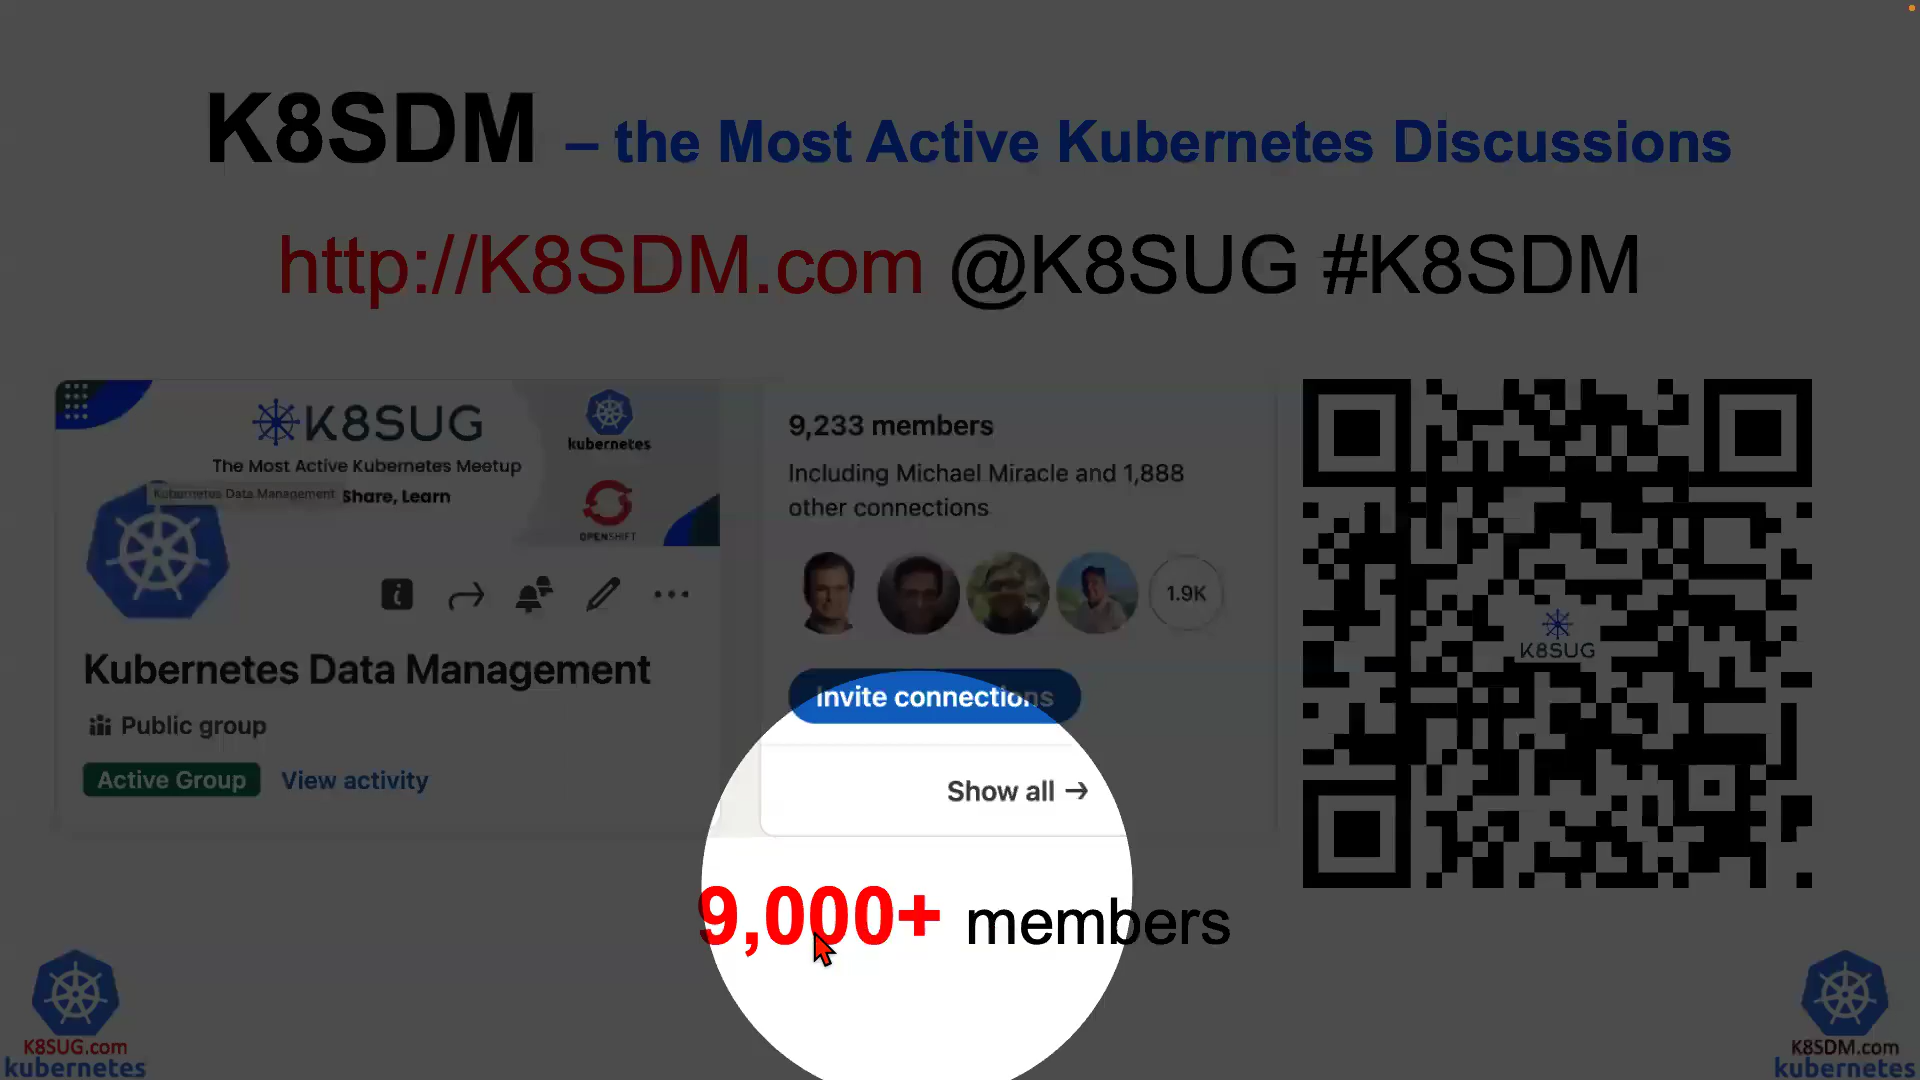 K8SDM – the Most Active Kubernetes Discussions
http://K8SDM.com @K8SUG #K8SDM
K8SUG
The Most Active Kubernetes Meetup
Kubernetes Data Management Share, Learn
kubernetes
OPENSHIFT
Kubernetes Data Management
Public group
Active Group View activity
9,233 members
Including Michael Miracle and 1,888
other connections
1.9K
Invite connections
Show all →
K8SUG
9,000+ members
K8SUG.com
kubernetes
K8SDM.com
kubernetes